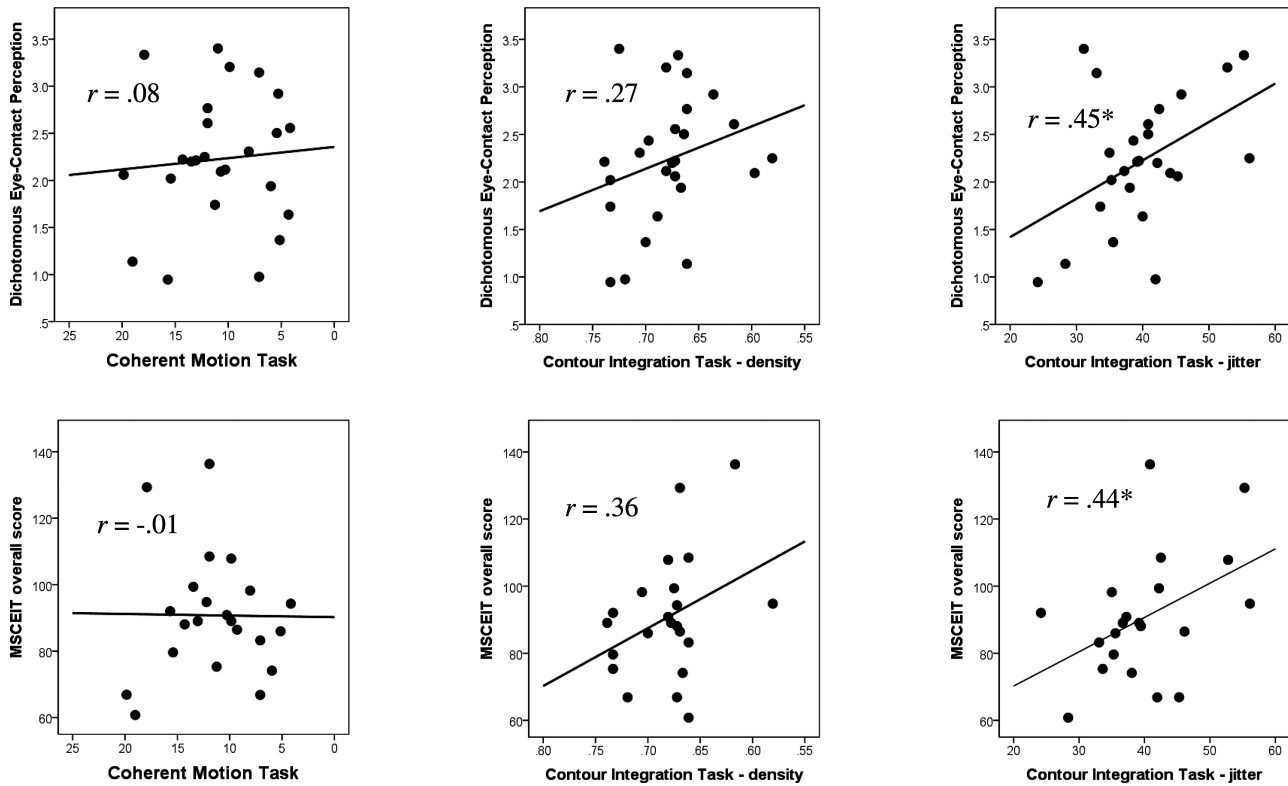 Dichotomous Eye-Contact Perception
3.5
3.0
2.5
2.0
1.5
1.0
.5
r = .08
25 20 15 10 5 0
Coherent Motion Task
Dichotomous Eye-Contact Perception
3.5
3.0
2.5
2.0
1.5
1.0
.5
r = .27
.80 .75 .70 .65 .60 .55
Contour Integration Task - density
Dichotomous Eye-Contact Perception
3.5
3.0
2.5
2.0
1.5
1.0
.5
r = .45*
20 30 40 50 60
Contour Integration Task - jitter
MSCEIT overall score
140
120
100
80
60
r = -.01
25 20 15 10 5 0
Coherent Motion Task
MSCEIT overall score
140
120
100
80
60
r = .36
.80 .75 .70 .65 .60 .55
Contour Integration Task - density
MSCEIT overall score
140
120
100
80
60
r = .44*
20 30 40 50 60
Contour Integration Task - jitter